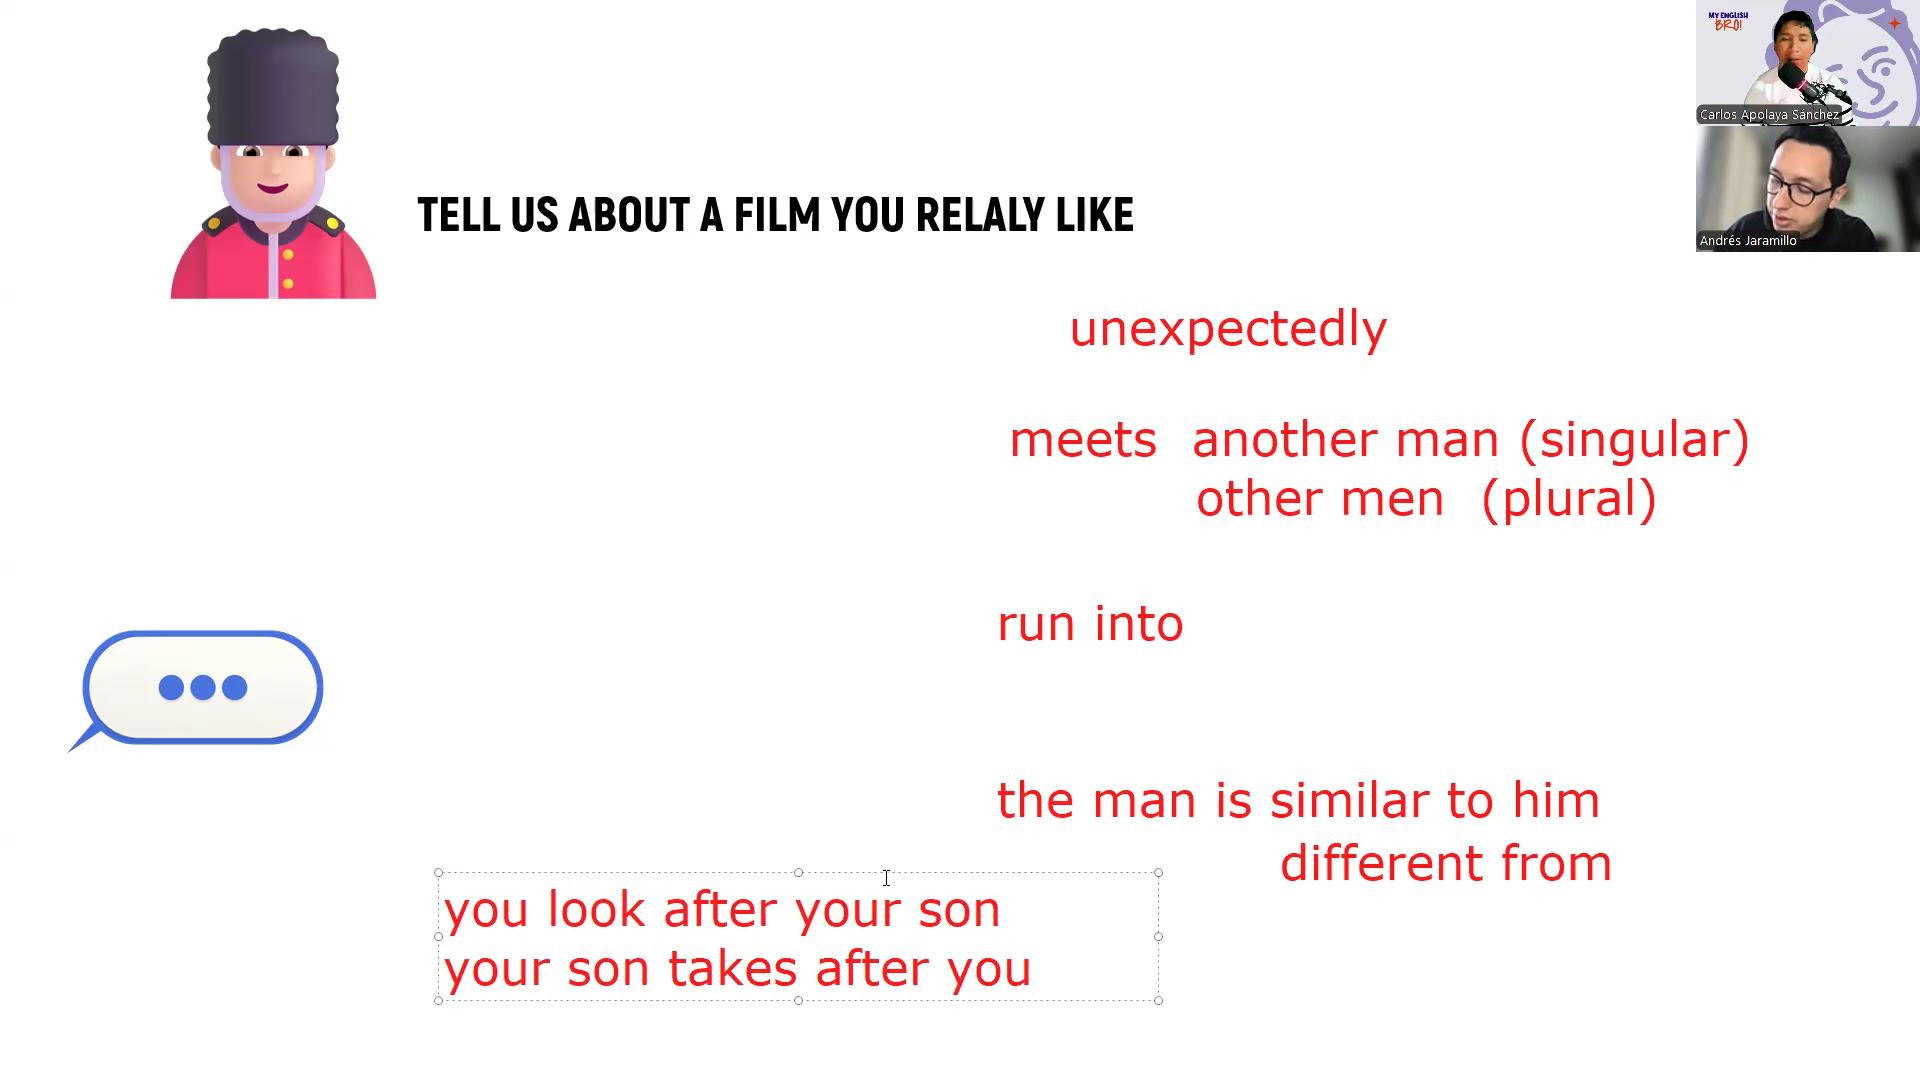 MY ENGLISH
BRO!
Carlos Apolaya Sánchez
Andrés Jaramillo
TELL US ABOUT A FILM YOU RELALY LIKE
unexpectedly
meets another man (singular)
other men (plural)
run into
the man is similar to him
different from
you look after your son
your son takes after you